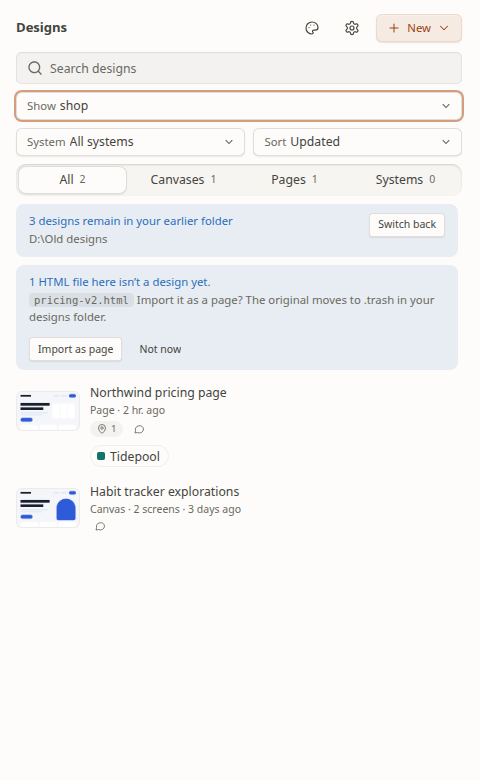 Designs
New
Search designs
Show shop
System All systems
Sort Updated
All 2
Canvases 1
Pages 1
Systems 0
3 designs remain in your earlier folder
D:\Old designs
Switch back
1 HTML file here isn't a design yet.
pricing-v2.html Import it as a page? The original moves to .trash in your
designs folder.
Import as page
Not now
Northwind pricing page
Page · 2 hr. ago
1
Tidepool
Habit tracker explorations
Canvas · 2 screens · 3 days ago